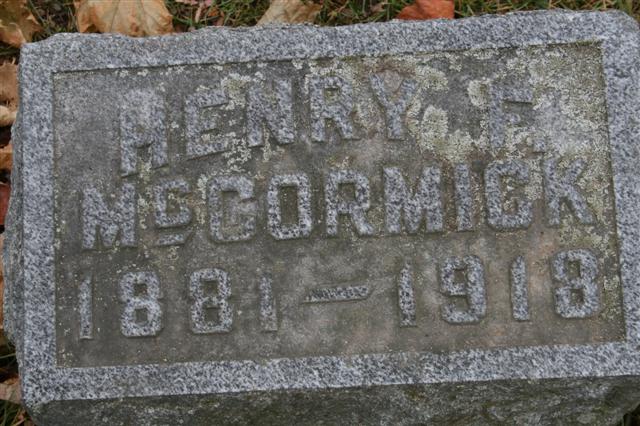 HENRY F.
McCORMICK
1881 – 1918